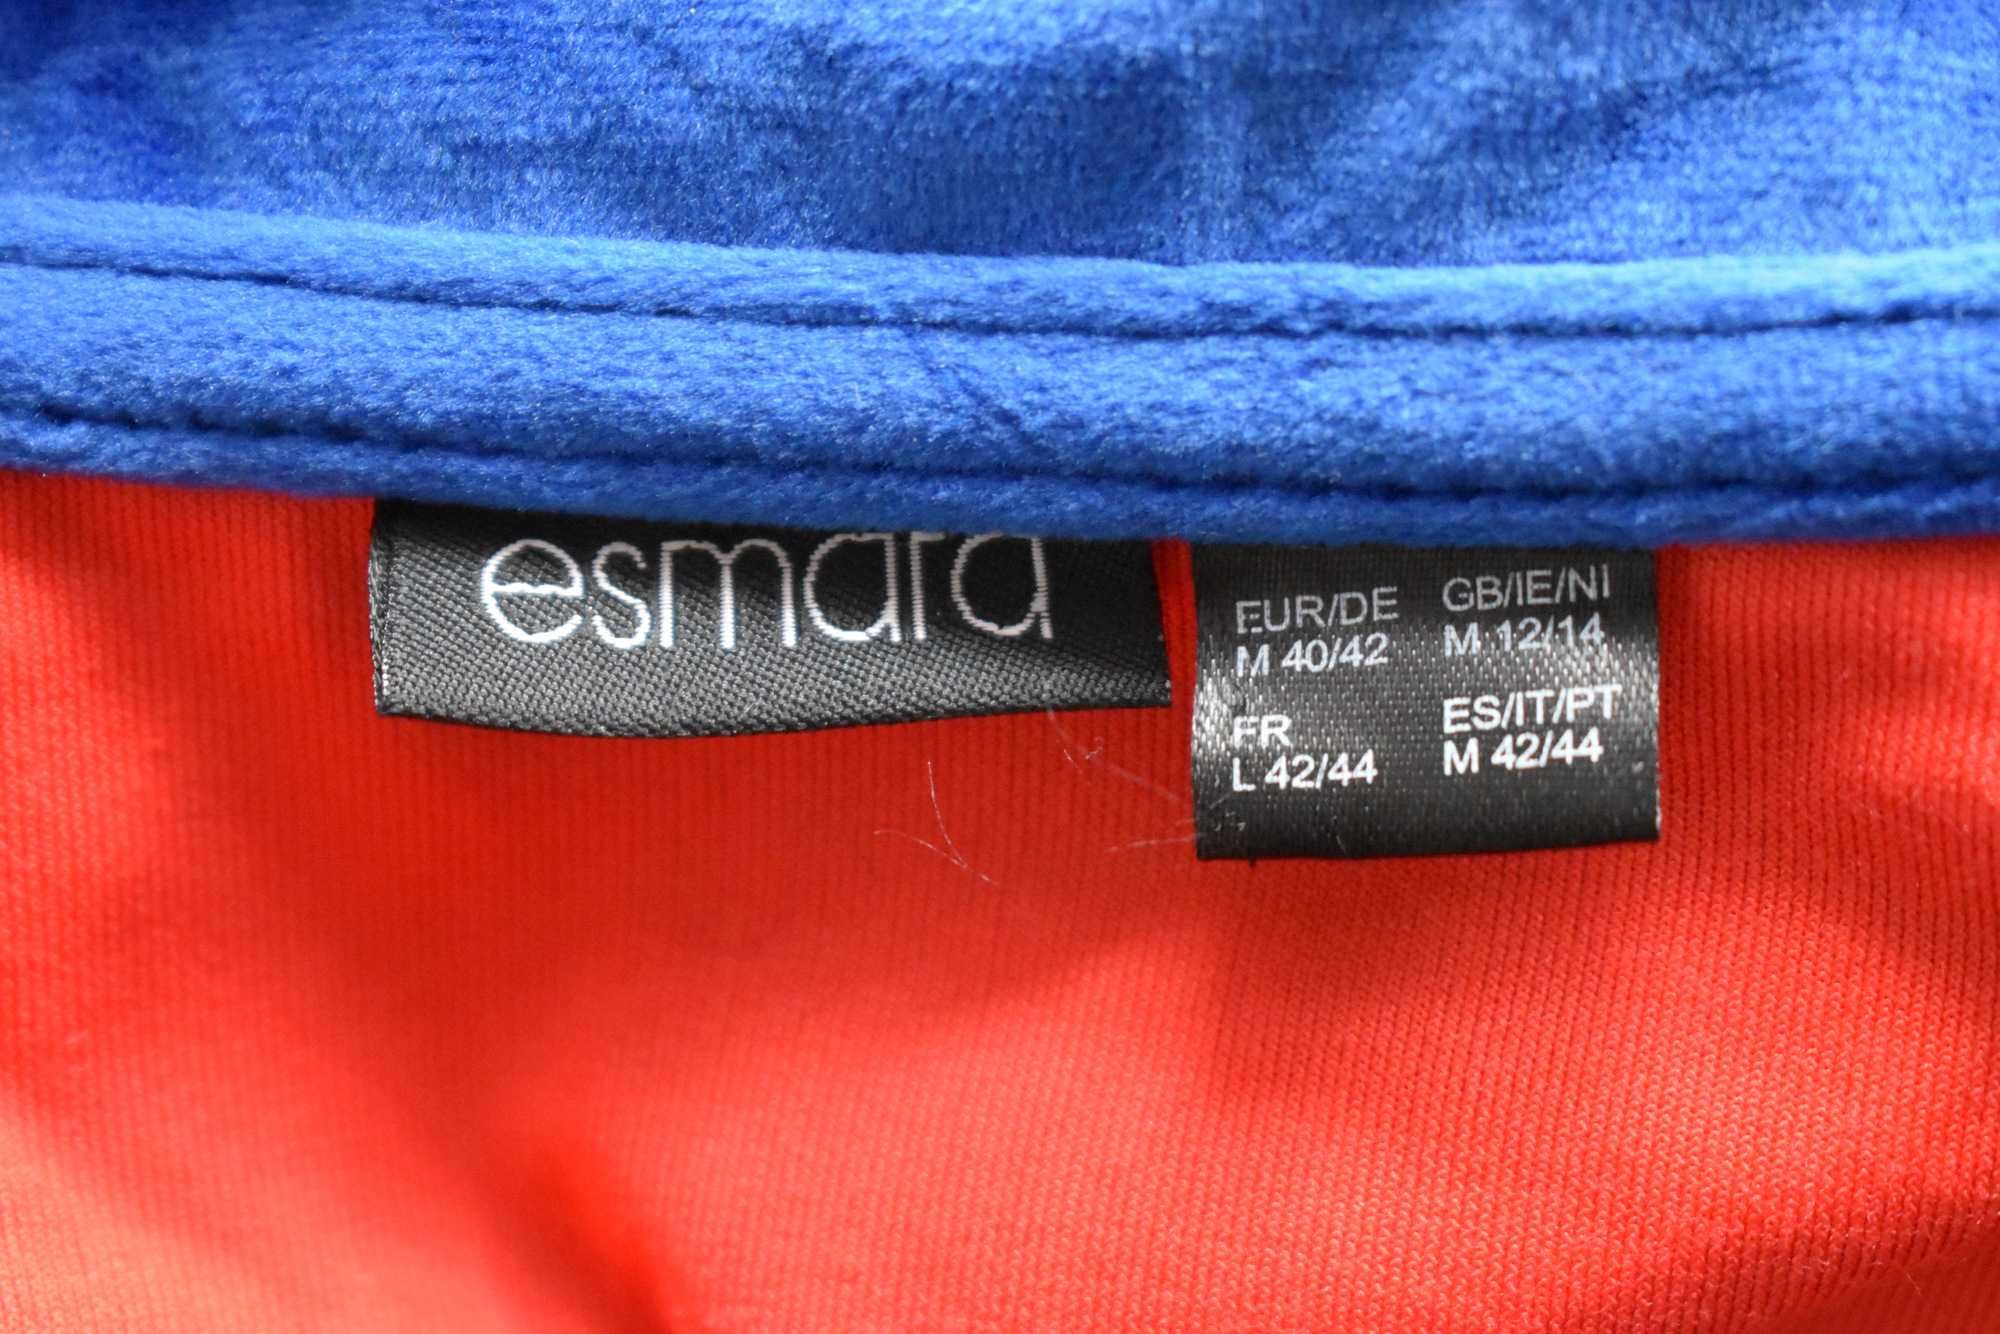 esmara
EUR/DE
M 40/42
GB/IE/NI
M 12/14
FR
L 42/44
ES/IT/PT
M 42/44